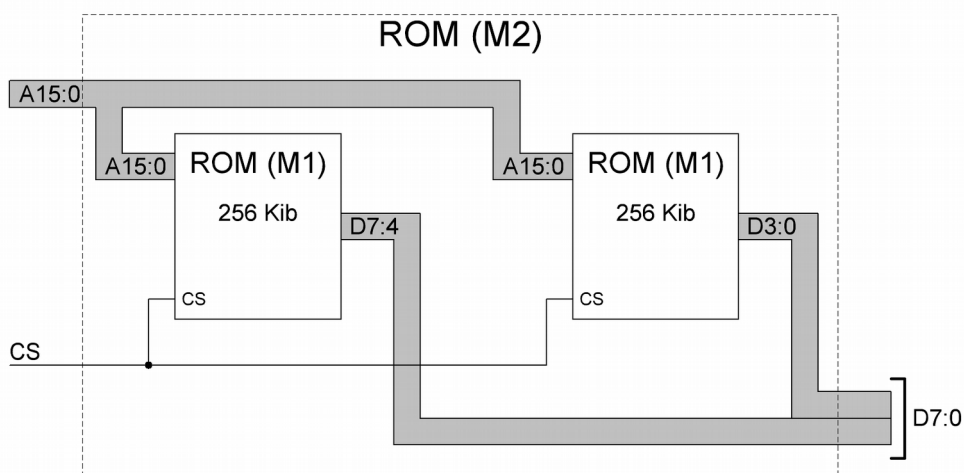 ROM (M2)
A15:0
A15:0
ROM (M1)
256 Kib
D7:4
CS
A15:0
ROM (M1)
256 Kib
D3:0
CS
CS
D7:0